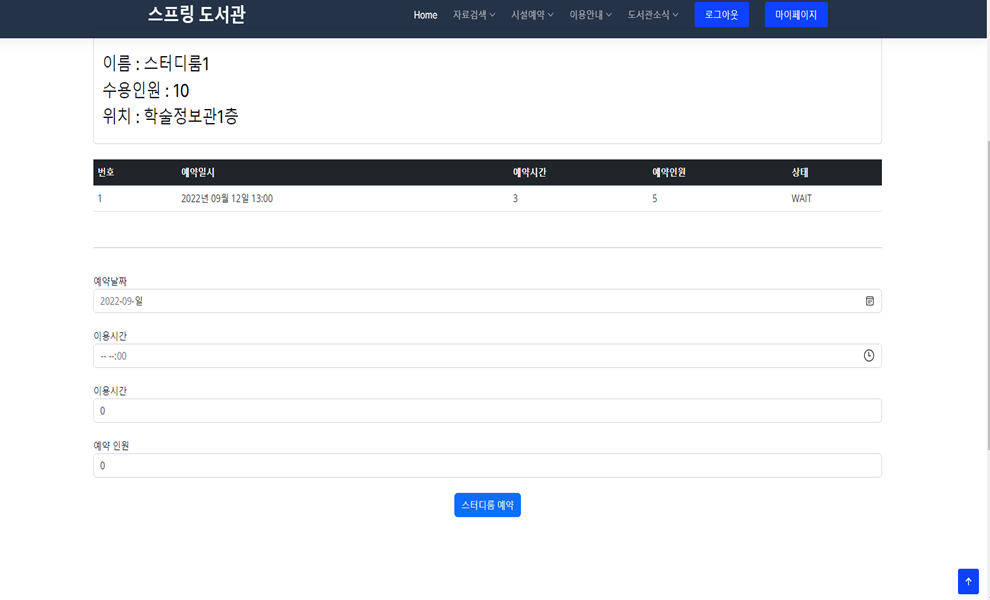 스프링 도서관 Home 자료검색 시설예약 이용안내 도서관소식 로그아웃 마이페이지
이름 : 스터디룸1
수용인원 : 10
위치 : 학술정보관1층
번호 예약일시 예약시간 예약인원 상태
1 2022년 09월 12일 13:00 3 5 WAIT
예약날짜
2022-09-일
이용시간
-- --:00
이용시간
0
예약 인원
0
스터디룸 예약